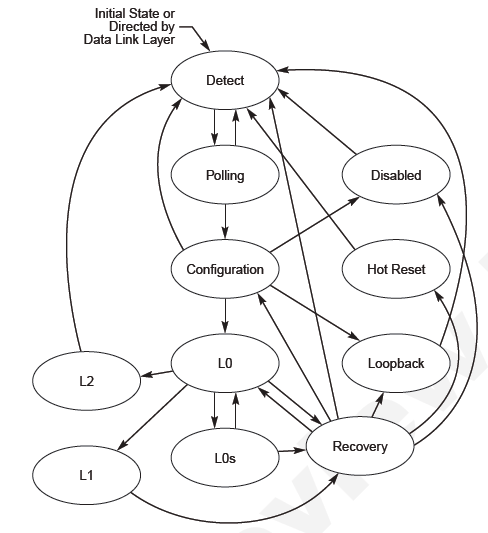 Initial State or
Directed by
Data Link Layer
Detect
Polling
Disabled
Configuration
Hot Reset
L0
Loopback
L2
Recovery
L0s
L1